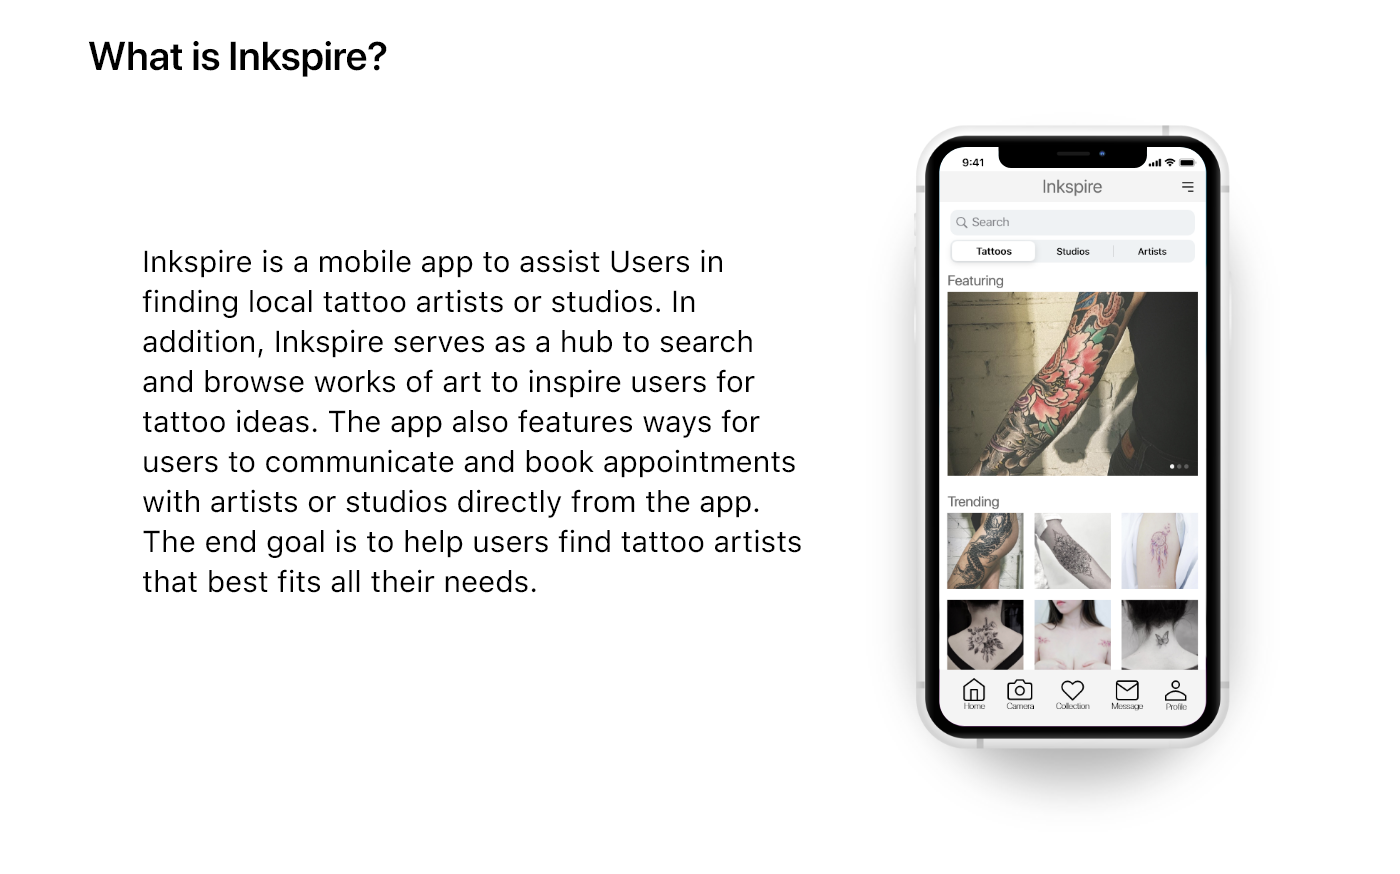 What is Inkspire?
Inkspire is a mobile app to assist Users in
finding local tattoo artists or studios. In
addition, Inkspire serves as a hub to search
and browse works of art to inspire users for
tattoo ideas. The app also features ways for
users to communicate and book appointments
with artists or studios directly from the app.
The end goal is to help users find tattoo artists
that best fits all their needs.
9:41
Inkspire
Search
Tattoos Studios Artists
Featuring
Trending
Home Camera Collection Message Profile